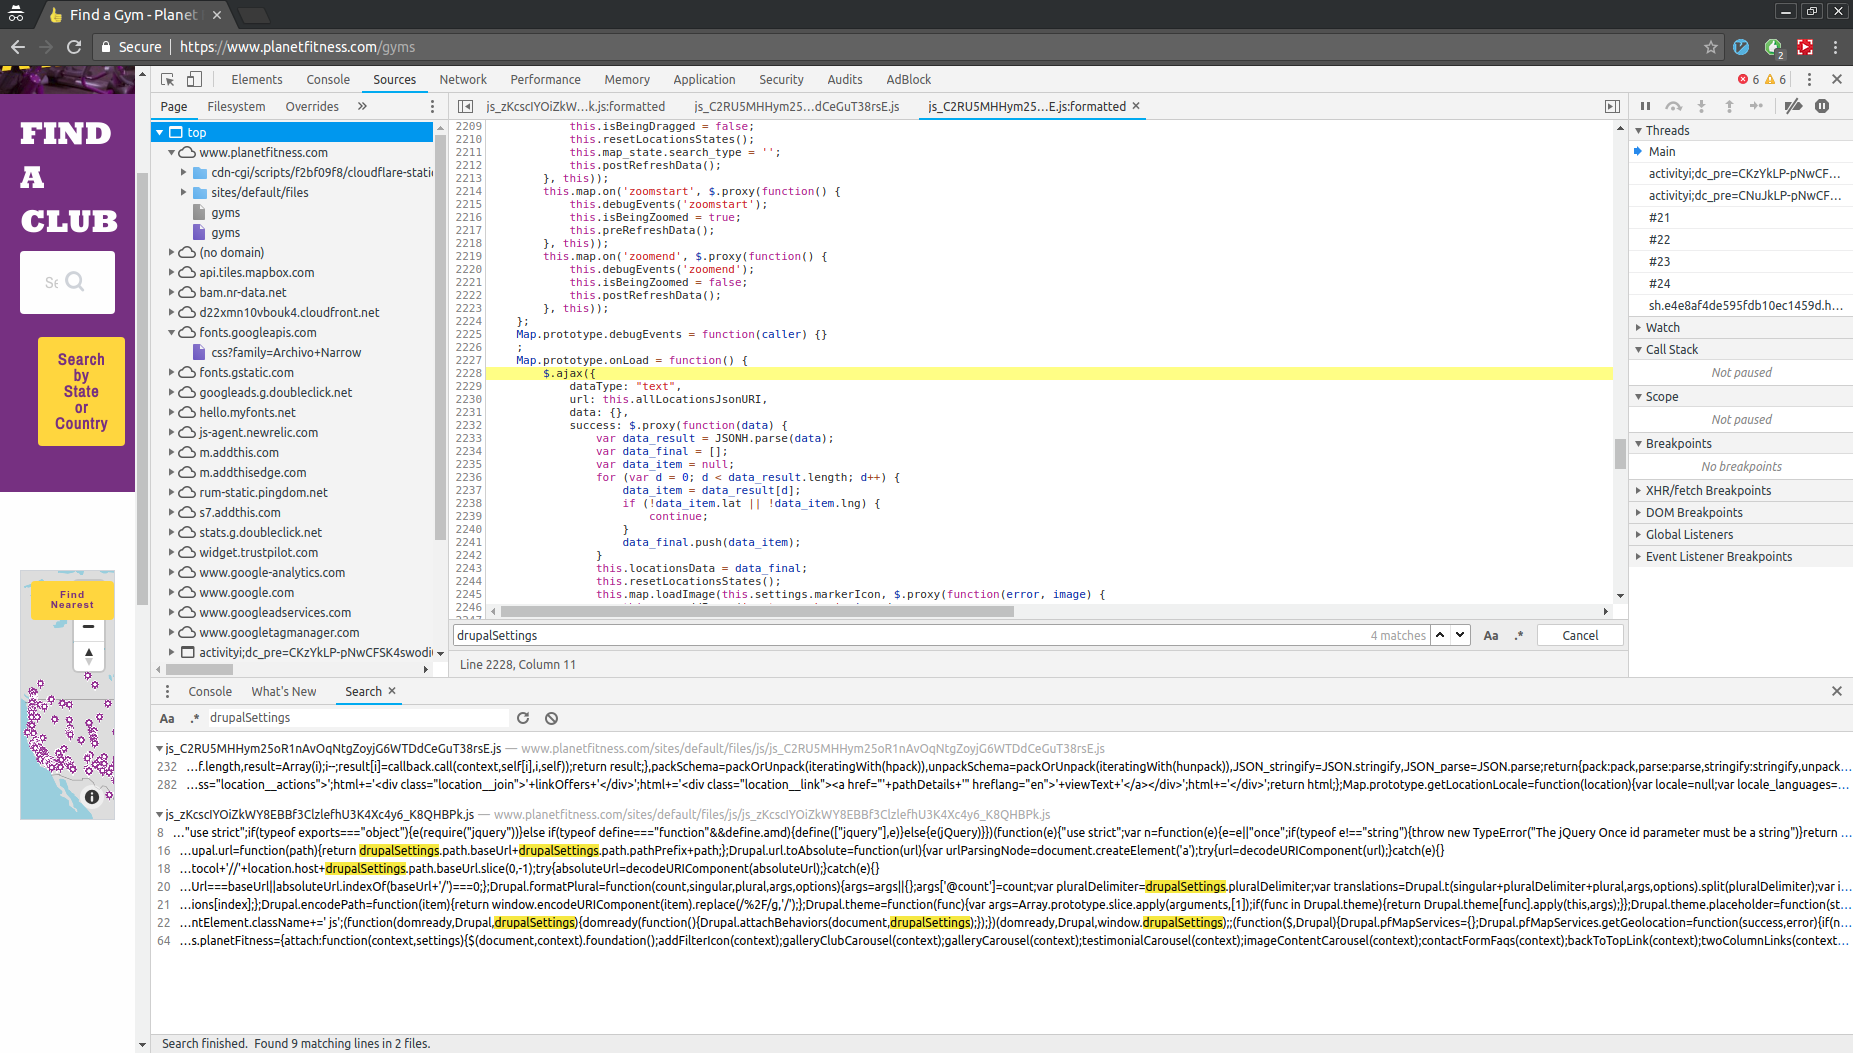 Find a Gym - Planet
Secure | https://www.planetfitness.com/gyms
2
Elements Console Sources Network Performance Memory Application Security Audits AdBlock
6 6
FIND
A
CLUB
Se
Search
by
State
or
Country
Find
Nearest
Page Filesystem Overrides »
top
www.planetfitness.com
cdn-cgi/scripts/f2bf09f8/cloudflare-stati
sites/default/files
gyms
gyms
(no domain)
api.tiles.mapbox.com
bam.nr-data.net
d22xmn10vbouk4.cloudfront.net
fonts.googleapis.com
css?family=Archivo+Narrow
fonts.gstatic.com
googleads.g.doubleclick.net
hello.myfonts.net
js-agent.newrelic.com
m.addthis.com
m.addthisedge.com
rum-static.pingdom.net
s7.addthis.com
stats.g.doubleclick.net
widget.trustpilot.com
www.google-analytics.com
www.google.com
www.googleadservices.com
www.googletagmanager.com
activityi;dc_pre=CKzYkLP-pNwCFSK4swodi
js_zKcscIYOiZkW...k.js:formatted js_C2RU5MHHym25...dCeGuT38rsE.js js_C2RU5MHHym25...E.js:formatted
2209 this.isBeingDragged = false;
2210 this.resetLocationsStates();
2211 this.map_state.search_type = '';
2212 this.postRefreshData();
2213 }, this));
2214 this.map.on('zoomstart', $.proxy(function() {
2215 this.debugEvents('zoomstart');
2216 this.isBeingZoomed = true;
2217 this.preRefreshData();
2218 }, this));
2219 this.map.on('zoomend', $.proxy(function() {
2220 this.debugEvents('zoomend');
2221 this.isBeingZoomed = false;
2222 this.postRefreshData();
2223 }, this));
2224 };
2225 Map.prototype.debugEvents = function(caller) {}
2226 ;
2227 Map.prototype.onLoad = function() {
2228 $.ajax({
2229 dataType: "text",
2230 url: this.allLocationsJsonURI,
2231 data: {},
2232 success: $.proxy(function(data) {
2233 var data_result = JSONH.parse(data);
2234 var data_final = [];
2235 var data_item = null;
2236 for (var d = 0; d < data_result.length; d++) {
2237 data_item = data_result[d];
2238 if (!data_item.lat || !data_item.lng) {
2239 continue;
2240 }
2241 data_final.push(data_item);
2242 }
2243 this.locationsData = data_final;
2244 this.resetLocationsStates();
2245 this.map.loadImage(this.settings.markerIcon, $.proxy(function(error, image) {
2246
drupalSettings 4 matches Aa .* Cancel
Line 2228, Column 11
Threads
Main
activityi;dc_pre=CKzYkLP-pNwCF...
activityi;dc_pre=CNuJkLP-pNwCF...
#21
#22
#23
#24
sh.e4e8af4de595fdb10ec1459d.h...
Watch
Call Stack
Not paused
Scope
Not paused
Breakpoints
No breakpoints
XHR/fetch Breakpoints
DOM Breakpoints
Global Listeners
Event Listener Breakpoints
Console What's New Search
Aa .* drupalSettings
js_C2RU5MHHym25oR1nAvOqNtgZoyjG6WTDdCeGuT38rsE.js — www.planetfitness.com/sites/default/files/js/js_C2RU5MHHym25oR1nAvOqNtgZoyjG6WTDdCeGuT38rsE.js
232 ...f.length,result=Array(i);i--;result[i]=callback.call(context,self[i],i,self));return result;},packSchema=packOrUnpack(iteratingWith(hpack)),unpackSchema=packOrUnpack(iteratingWith(hunpack)),JSON_stringify=JSON.stringify,JSON_parse=JSON.parse;return{pack:pack,parse:parse,stringify:stringify,unpack...
282 ...ss="location__actions">';html+='<div class="location__join">'+linkOffers+'</div>';html+='<div class="location__link"><a href="'+pathDetails+'" hreflang="en">'+viewText+'</a></div>';html+='</div>';return html;};Map.prototype.getLocationLocale=function(location){var locale=null;var locale_languages=...
js_zKcscIYOiZkWY8EBBf3ClzlefhU3K4Xc4y6_K8QHBPk.js — www.planetfitness.com/sites/default/files/js/js_zKcscIYOiZkWY8EBBf3ClzlefhU3K4Xc4y6_K8QHBPk.js
8 ..."use strict";if(typeof exports==="object"){e(require("jquery"))}else if(typeof define==="function"&&define.amd){define(["jquery"],e)}else{e(jQuery)}})(function(e){"use strict";var n=function(e){e=e||"once";if(typeof e!=="string"){throw new TypeError("The jQuery Once id parameter must be a string")}return ...
16 ...upal.url=function(path){return drupalSettings.path.baseUrl+drupalSettings.path.pathPrefix+path;};Drupal.url.toAbsolute=function(url){var urlParsingNode=document.createElement('a');try{url=decodeURIComponent(url);}catch(e){}
18 ...tocol+'//'+location.host+drupalSettings.path.baseUrl.slice(0,-1);try{absoluteUrl=decodeURIComponent(absoluteUrl);}catch(e){}
20 ...Url===baseUrl||absoluteUrl.indexOf(baseUrl+'/')===0;};Drupal.formatPlural=function(count,singular,plural,args,options){args=args||{};args['@count']=count;var pluralDelimiter=drupalSettings.pluralDelimiter;var translations=Drupal.t(singular+pluralDelimiter+plural,args,options).split(pluralDelimiter);var i...
21 ...ions[index];};Drupal.encodePath=function(item){return window.encodeURIComponent(item).replace(/%2F/g,'/');};Drupal.theme=function(func){var args=Array.prototype.slice.apply(arguments,[1]);if(func in Drupal.theme){return Drupal.theme[func].apply(this,args);}};Drupal.theme.placeholder=function(st...
22 ...ntElement.className+=' js';(function(domready,Drupal,drupalSettings){domready(function(){Drupal.attachBehaviors(document,drupalSettings);});})(domready,Drupal,window.drupalSettings);;(function($,Drupal){Drupal.pfMapServices={};Drupal.pfMapServices.getGeolocation=function(success,error){if(n...
64 ...s.planetFitness={attach:function(context,settings){$(document,context).foundation();addFilterIcon(context);galleryClubCarousel(context);galleryCarousel(context);testimonialCarousel(context);imageContentCarousel(context);contactFormFaqs(context);backToTopLink(context);twoColumnLinks(context...
Search finished. Found 9 matching lines in 2 files.